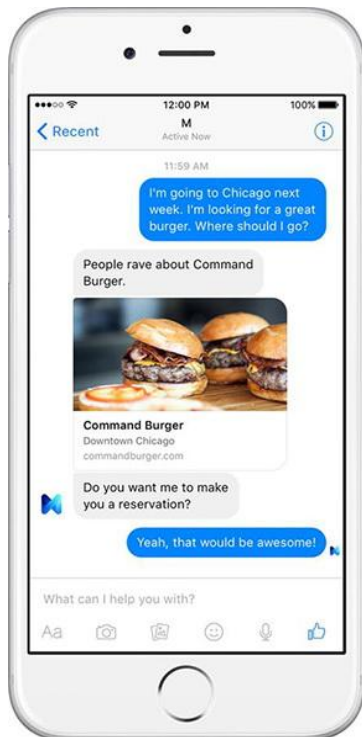 12:00 PM
100%
Recent
M
Active Now
i
11:59 AM
I'm going to Chicago next
week. I'm looking for a great
burger. Where should I go?
People rave about Command
Burger.
Command Burger
Downtown Chicago
commandburger.com
Do you want me to make
you a reservation?
Yeah, that would be awesome!
What can I help you with?
Aa